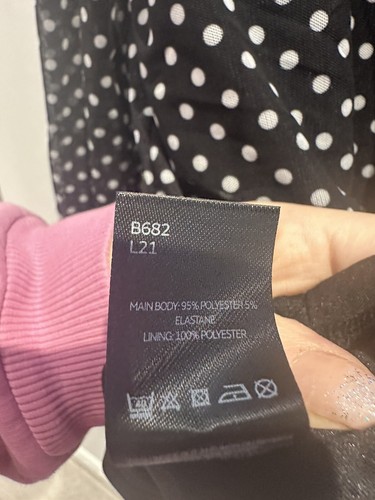 B682
L21
MAIN BODY: 95% POLYESTER 5%
ELASTANE
LINING: 100% POLYESTER